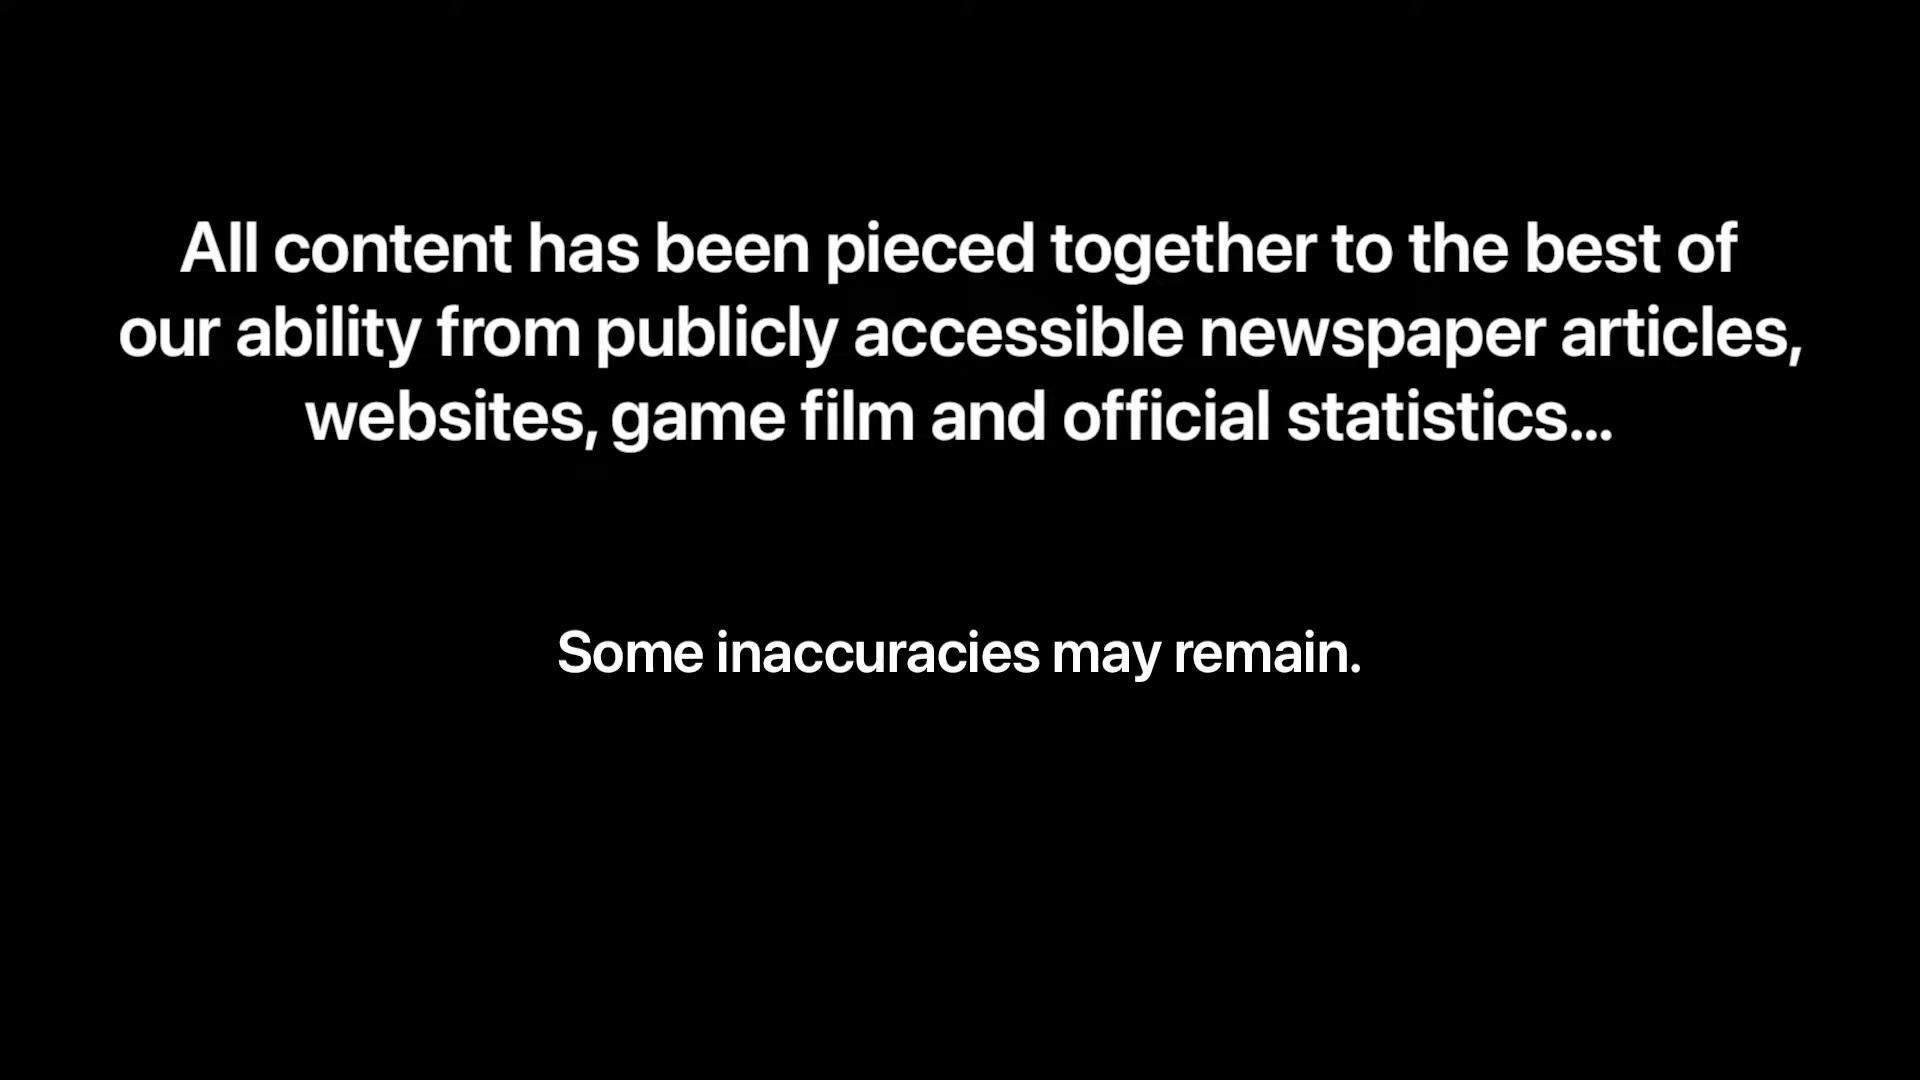 All content has been pieced together to the best of
our ability from publicly accessible newspaper articles,
websites, game film and official statistics...
Some inaccuracies may remain.